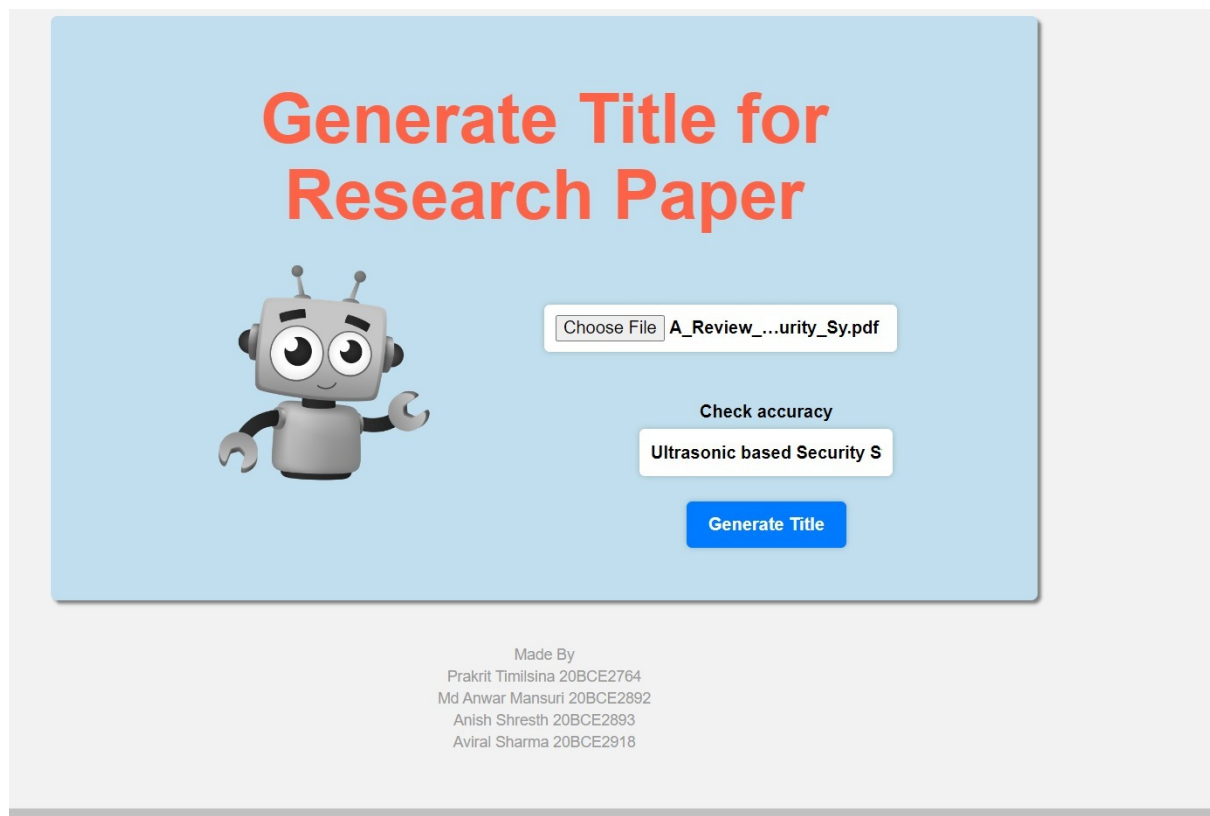 Generate Title for
Research Paper
Choose File A_Review_...urity_Sy.pdf
Check accuracy
Ultrasonic based Security S
Generate Title
Made By
Prakrit Timilsina 20BCE2764
Md Anwar Mansuri 20BCE2892
Anish Shresth 20BCE2893
Aviral Sharma 20BCE2918